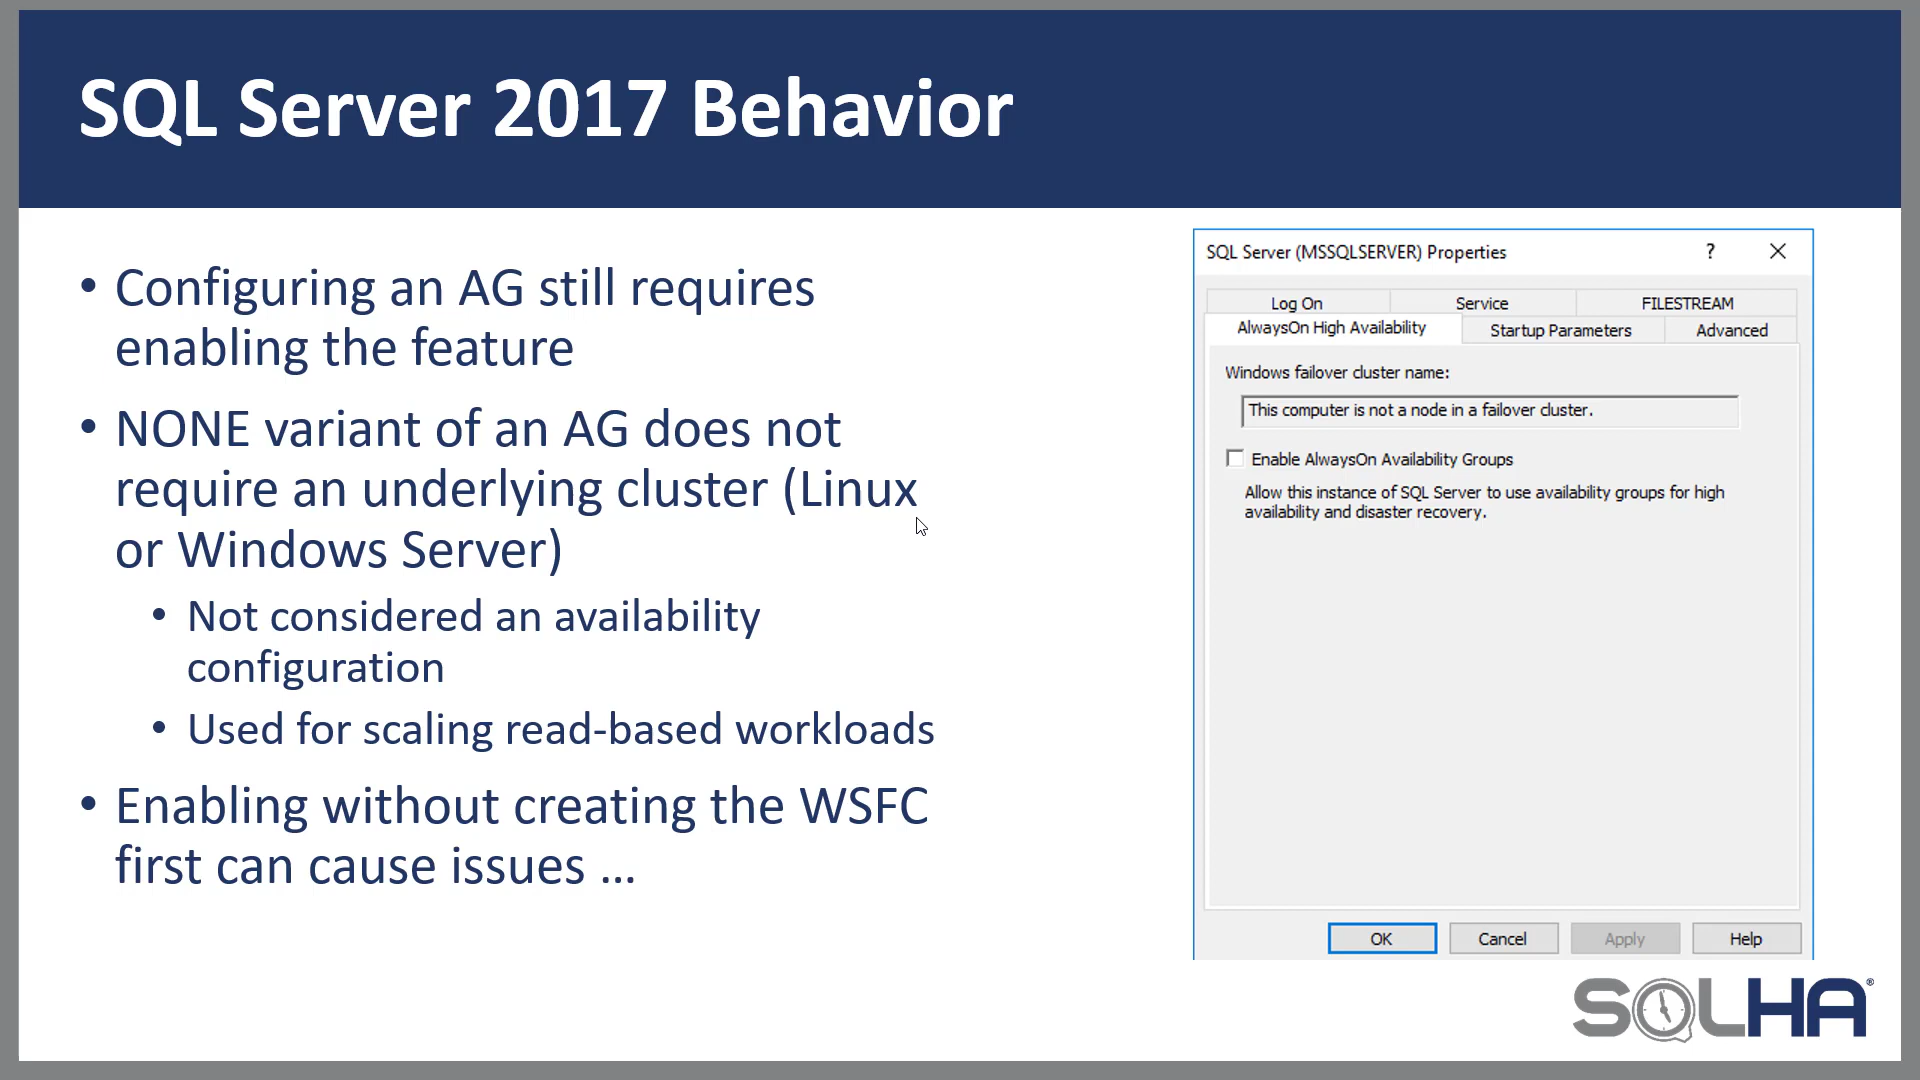 SQL Server 2017 Behavior
• Configuring an AG still requires
enabling the feature
• NONE variant of an AG does not
require an underlying cluster (Linux
or Windows Server)
• Not considered an availability
configuration
• Used for scaling read-based workloads
• Enabling without creating the WSFC
first can cause issues ...
SQL Server (MSSQLSERVER) Properties
Log On Service FILESTREAM
AlwaysOn High Availability Startup Parameters Advanced
Windows failover cluster name:
This computer is not a node in a failover cluster.
Enable AlwaysOn Availability Groups
Allow this instance of SQL Server to use availability groups for high
availability and disaster recovery.
OK Cancel Apply Help
SQLHA®